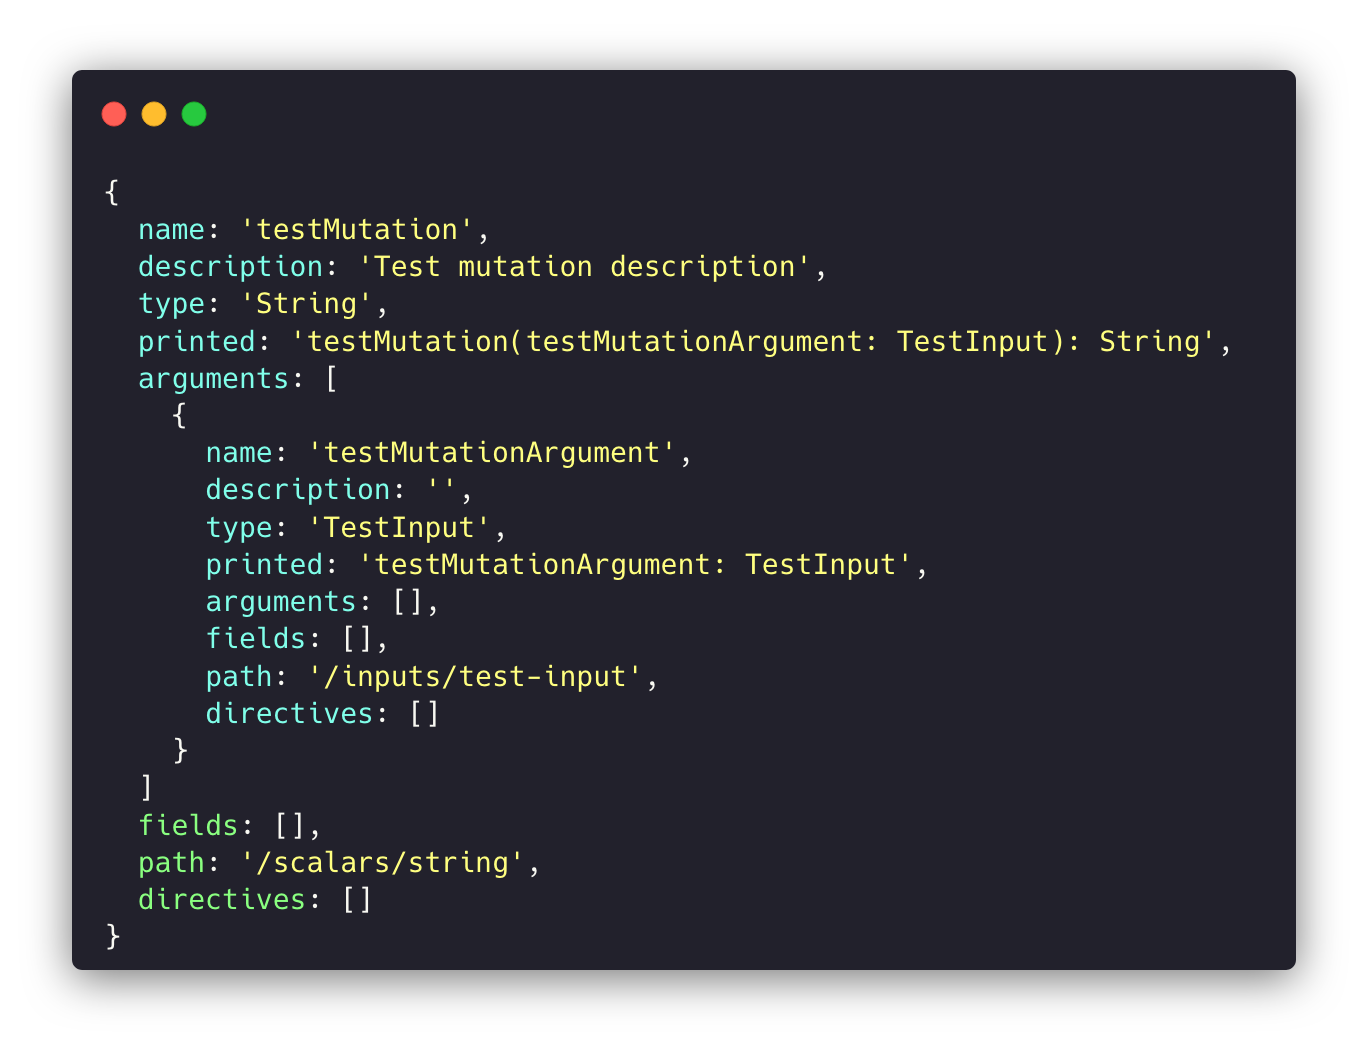 {
  name: 'testMutation',
  description: 'Test mutation description',
  type: 'String',
  printed: 'testMutation(testMutationArgument: TestInput): String',
  arguments: [
    {
      name: 'testMutationArgument',
      description: '',
      type: 'TestInput',
      printed: 'testMutationArgument: TestInput',
      arguments: [],
      fields: [],
      path: '/inputs/test-input',
      directives: []
    }
  ]
  fields: [],
  path: '/scalars/string',
  directives: []
}